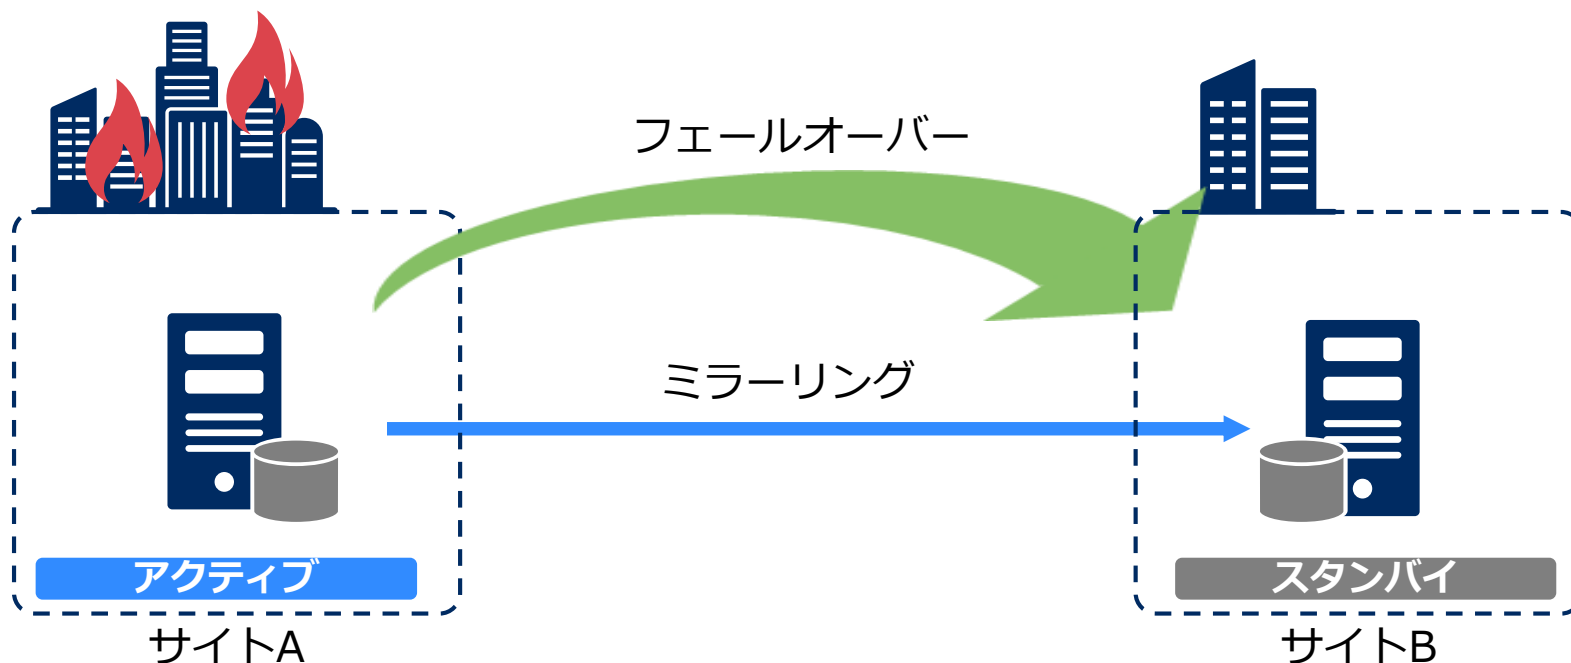 フェールオーバー
ミラーリング
アクティブ
スタンバイ
サイトA
サイトB